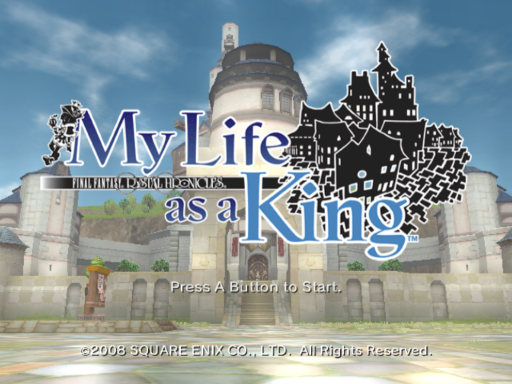 My Life
FINAL FANTASY CRYSTAL CHRONICLES.
as a King™
Press A Button to Start.
©2008 SQUARE ENIX CO., LTD. All Rights Reserved.